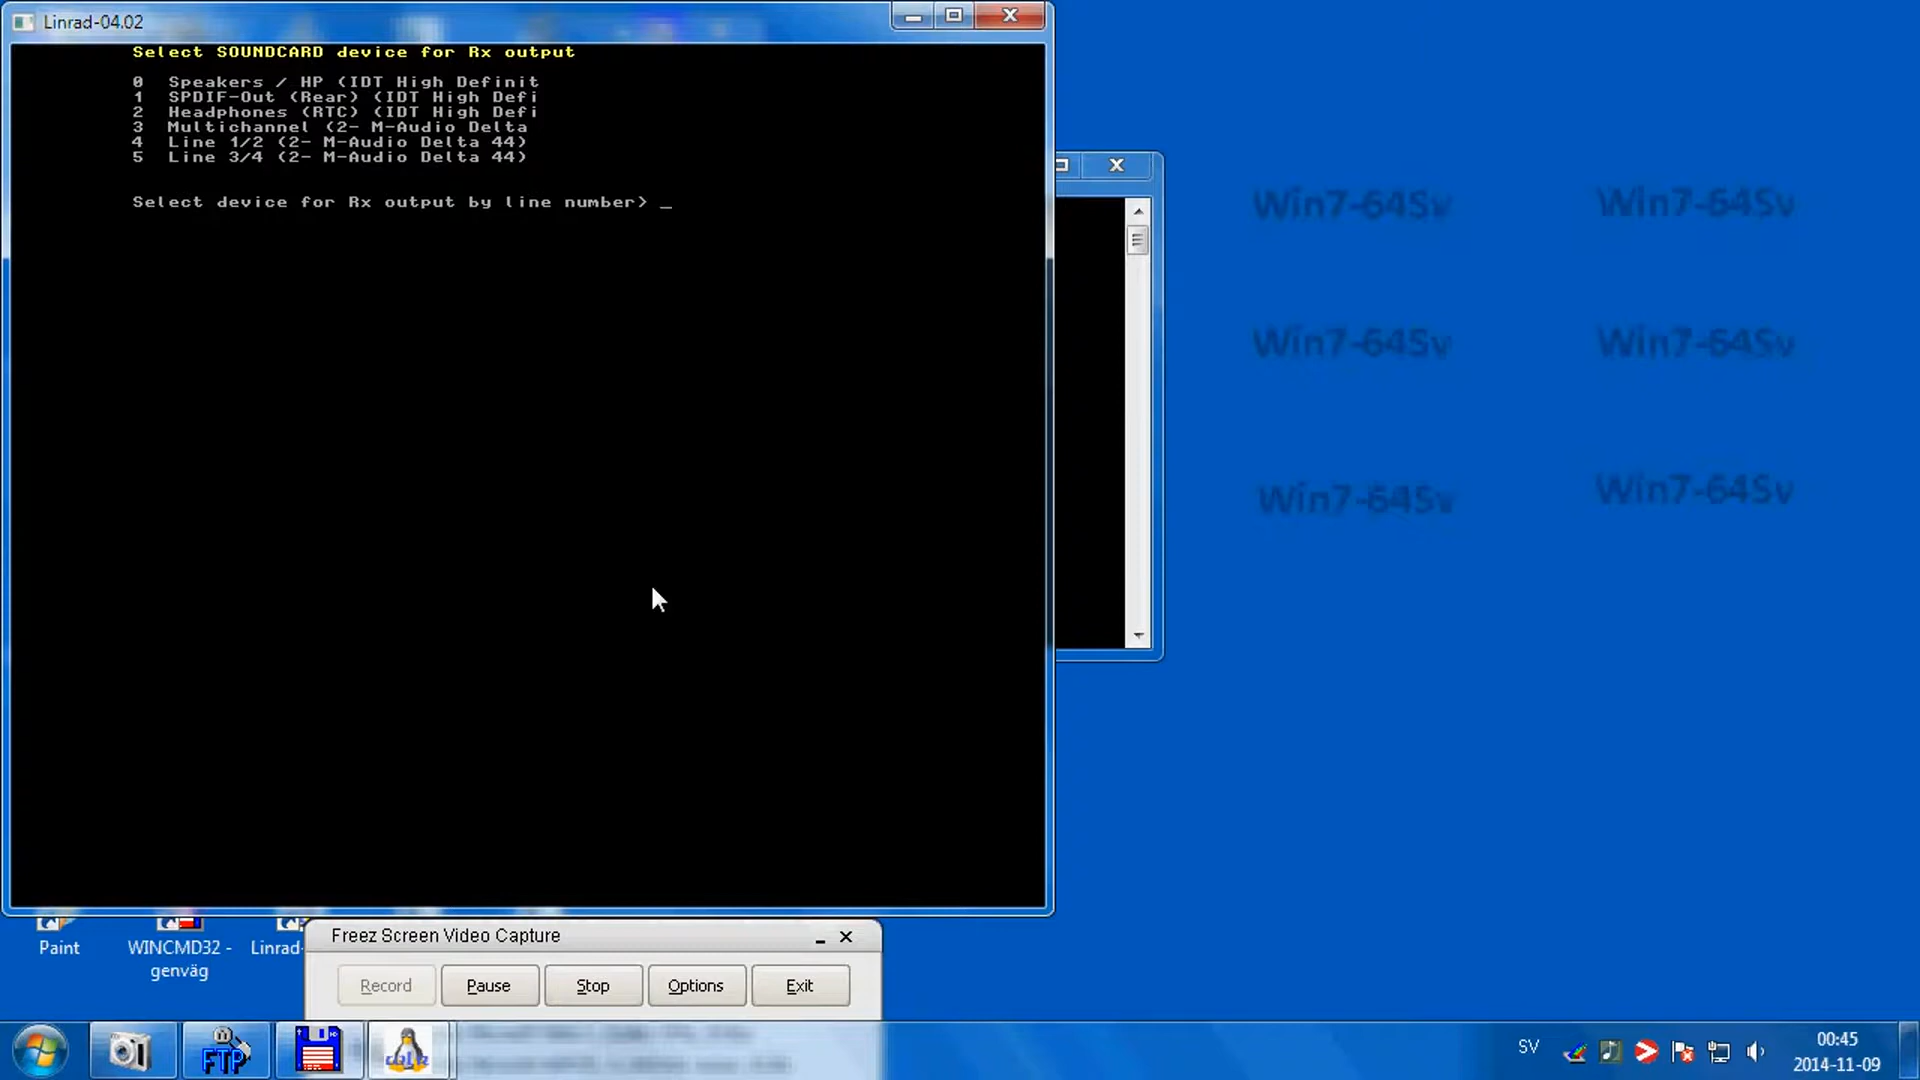 Linrad-04.02
Select SOUNDCARD device for Rx output
0 Speakers / HP (IDT High Definit
1 SPDIF-Out (Rear) (IDT High Defi
2 Headphones (RTC) (IDT High Defi
3 Multichannel (2- M-Audio Delta
4 Line 1/2 (2- M-Audio Delta 44)
5 Line 3/4 (2- M-Audio Delta 44)
Select device for Rx output by line number> _
Win7-64Sv Win7-64Sv
Win7-64Sv Win7-64Sv
Win7-64Sv Win7-64Sv
Paint
WINCMD32 - genväg
Linrad-
Freez Screen Video Capture
Record Pause Stop Options Exit
FTP
SV
00:45
2014-11-09